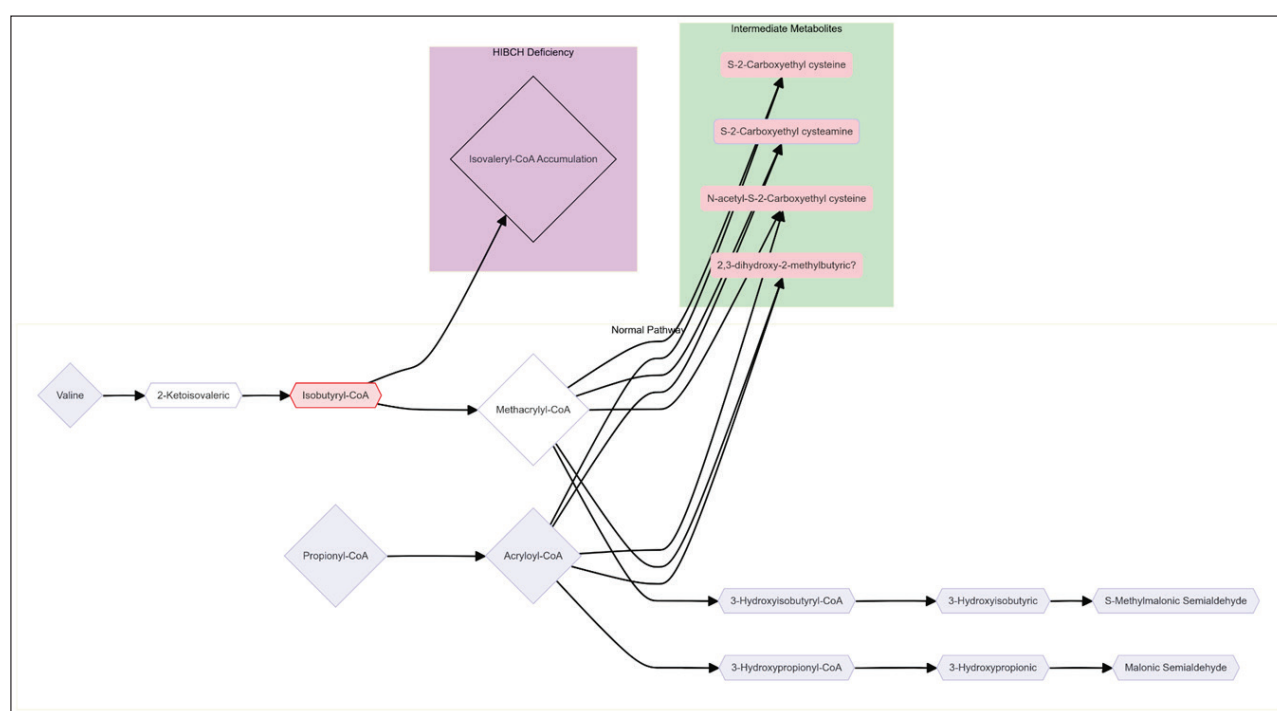 Intermediate Metabolites
HIBCH Deficiency
S-2-Carboxyethyl cysteine
S-2-Carboxyethyl cysteamine
Isovaleryl-CoA Accumulation
N-acetyl-S-2-Carboxyethyl cysteine
2,3-dihydroxy-2-methylbutyric?
Normal Pathway
Valine
2-Ketoisovaleric
Isobutyryl-CoA
Methacrylyl-CoA
Propionyl-CoA
Acryloyl-CoA
3-Hydroxyisobutyryl-CoA
3-Hydroxyisobutyric
S-Methylmalonic Semialdehyde
3-Hydroxypropionyl-CoA
3-Hydroxypropionic
Malonic Semialdehyde